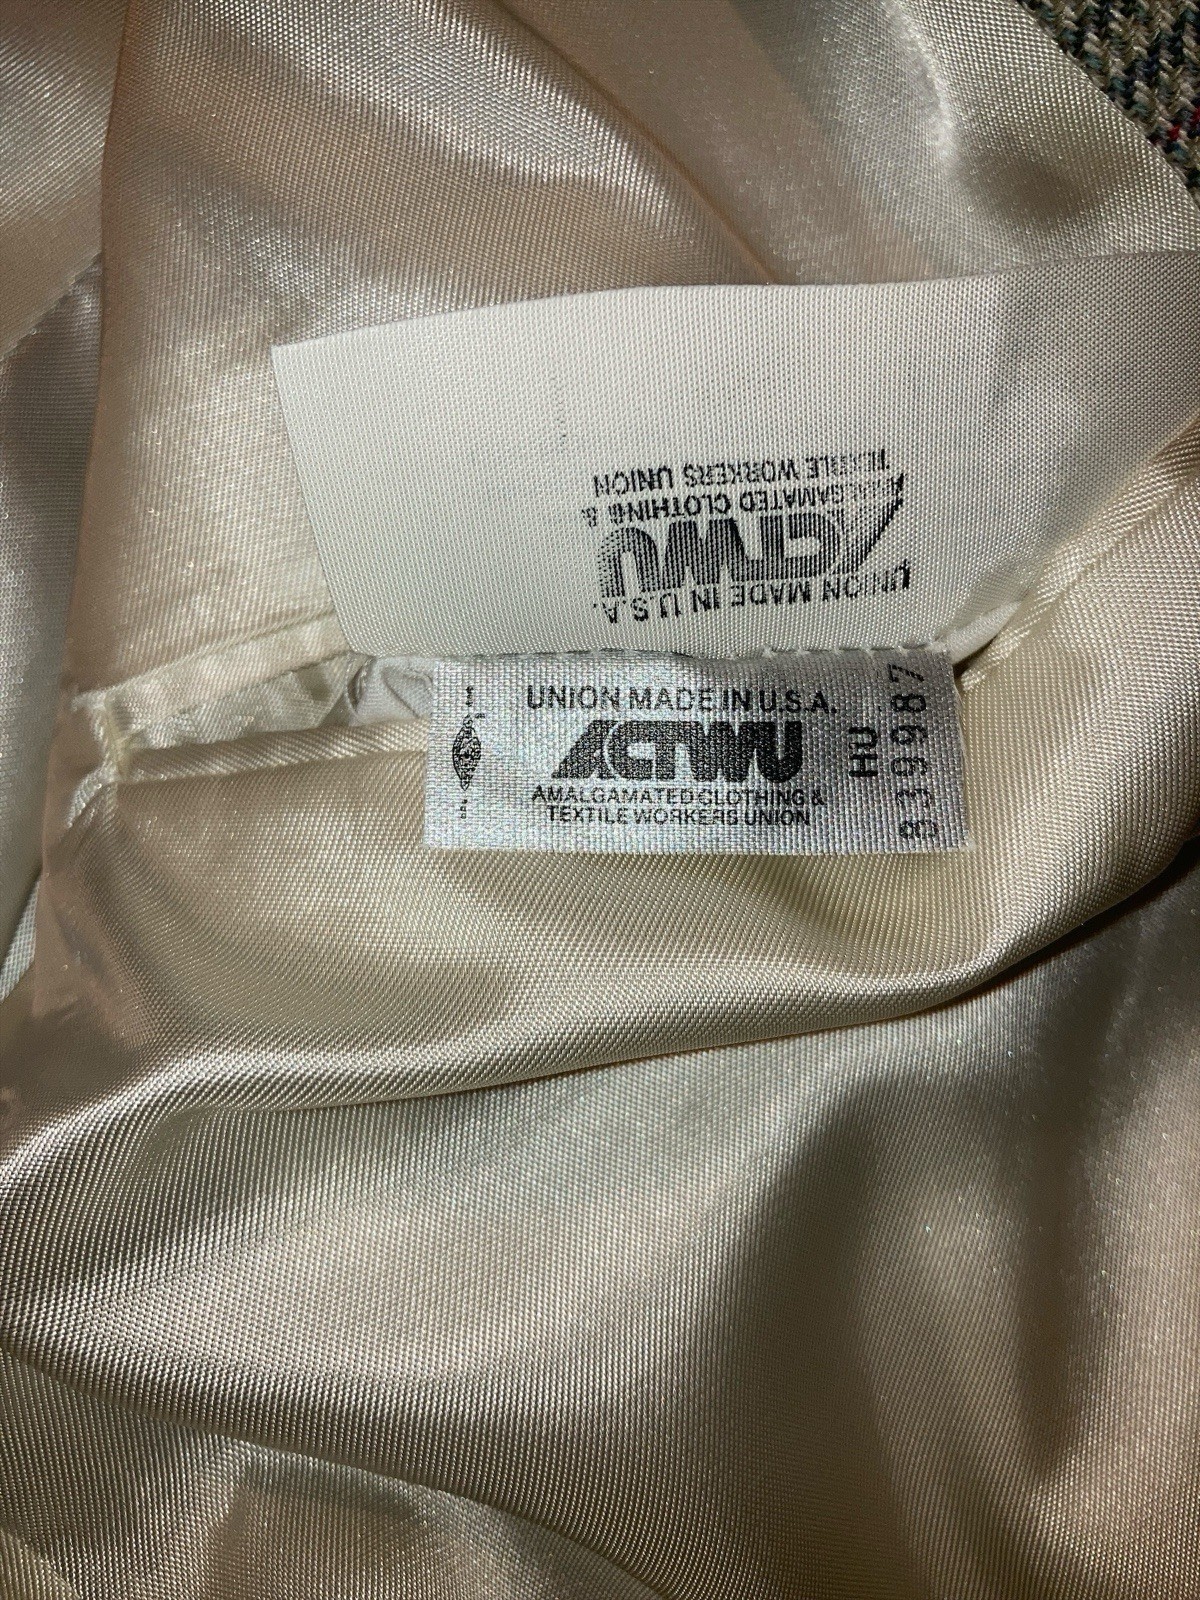 UNION MADE IN U.S.A.
ACTWU
AMALGAMATED CLOTHING &
TEXTILE WORKERS UNION
UNION MADE IN U.S.A.
ACTWU
AMALGAMATED CLOTHING &
TEXTILE WORKERS UNION
HU
839987